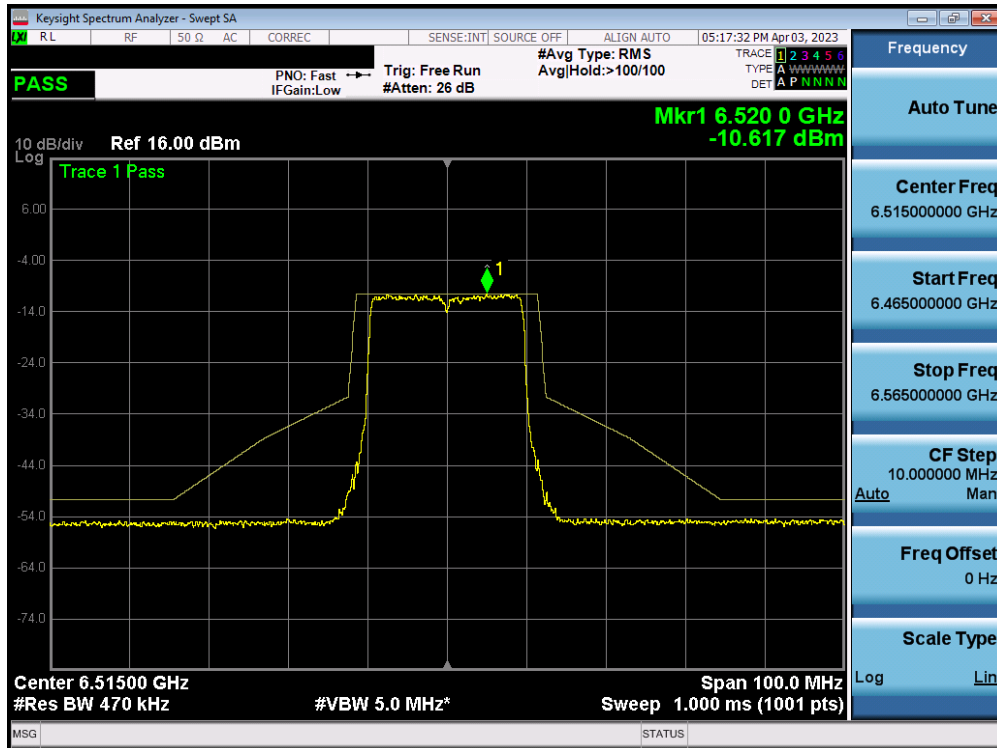 Keysight Spectrum Analyzer - Swept SA
LXI RL RF 50 Ω AC CORREC SENSE:INT SOURCE OFF ALIGN AUTO 05:17:32 PM Apr 03, 2023
PASS
PNO: Fast
IFGain:Low
Trig: Free Run
#Atten: 26 dB
#Avg Type: RMS
Avg|Hold:>100/100
TRACE 1 2 3 4 5 6
TYPE A WWWWW
DET A P N N N N
Mkr1 6.520 0 GHz
-10.617 dBm
10 dB/div Ref 16.00 dBm
Log
Trace 1 Pass
1
6.00
-4.00
-14.0
-24.0
-34.0
-44.0
-54.0
-64.0
-74.0
Center 6.51500 GHz Span 100.0 MHz
#Res BW 470 kHz #VBW 5.0 MHz* Sweep 1.000 ms (1001 pts)
MSG STATUS
Frequency
Auto Tune
Center Freq
6.515000000 GHz
Start Freq
6.465000000 GHz
Stop Freq
6.565000000 GHz
CF Step
10.000000 MHz
Auto Man
Freq Offset
0 Hz
Scale Type
Log Lin